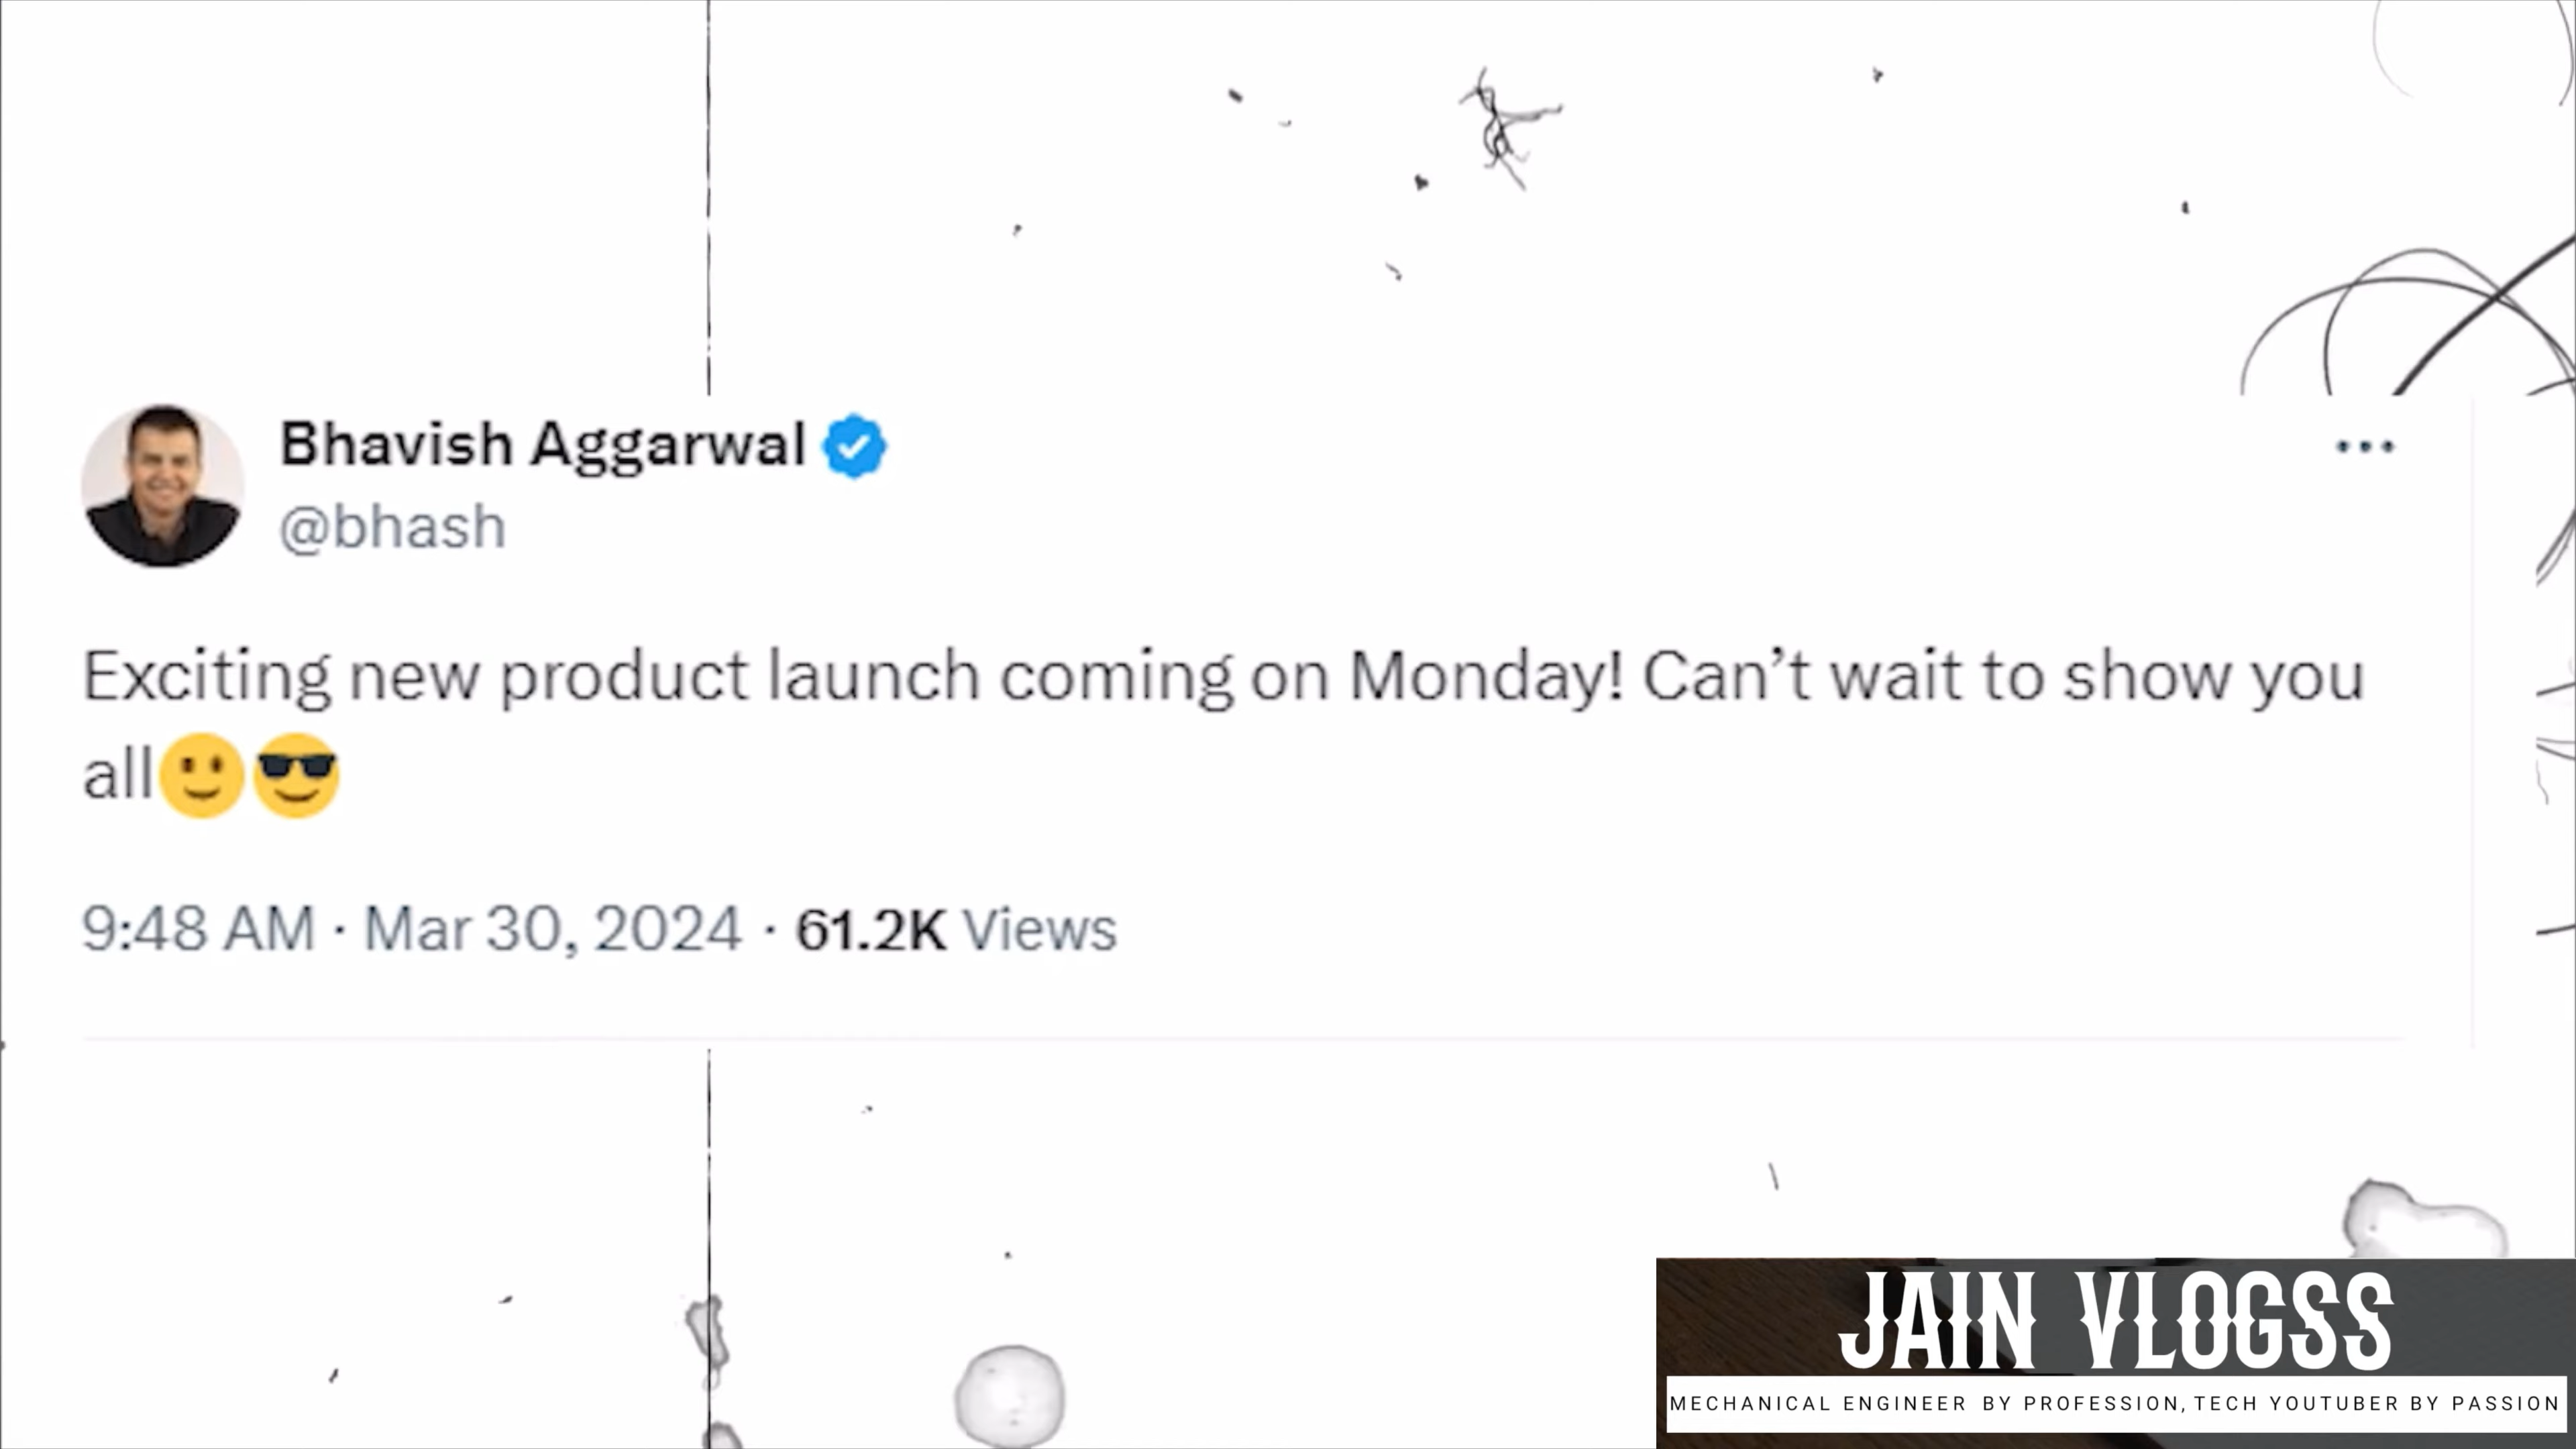 Bhavish Aggarwal
@bhash
Exciting new product launch coming on Monday! Can’t wait to show you
all🙂😎
9:48 AM · Mar 30, 2024 · 61.2K Views
JAIN VLOGSS
MECHANICAL ENGINEER BY PROFESSION, TECH YOUTUBER BY PASSION